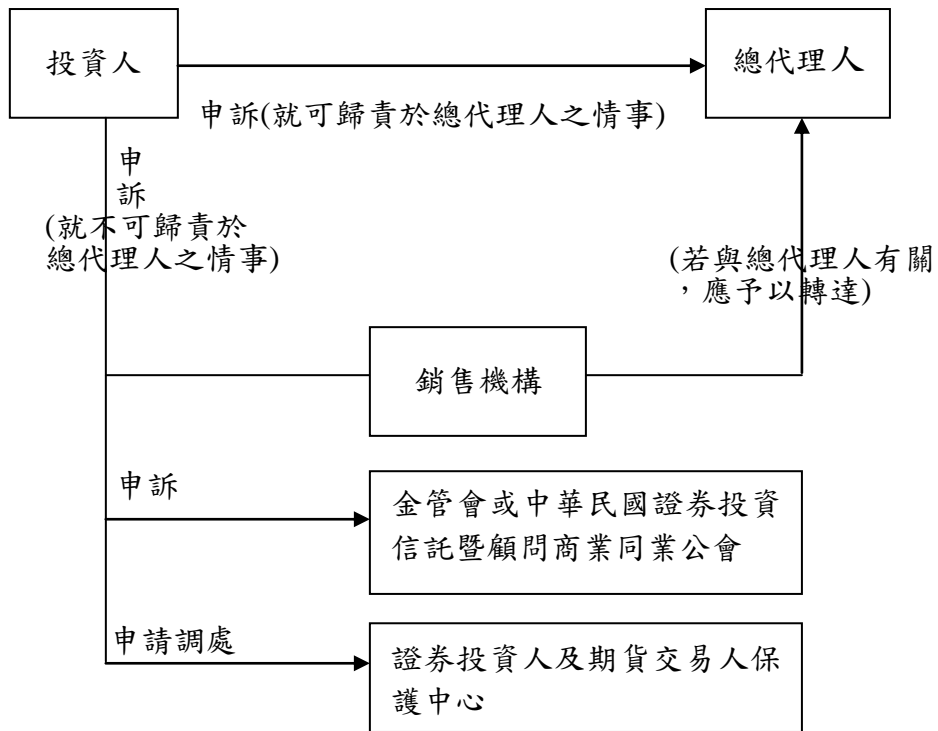 投資人
總代理人
申訴(就可歸責於總代理人之情事)
申
訴
(就不可歸責於
總代理人之情事)
(若與總代理人有關
，應予以轉達)
銷售機構
申訴
金管會或中華民國證券投資
信託暨顧問商業同業公會
申請調處
證券投資人及期貨交易人保
護中心